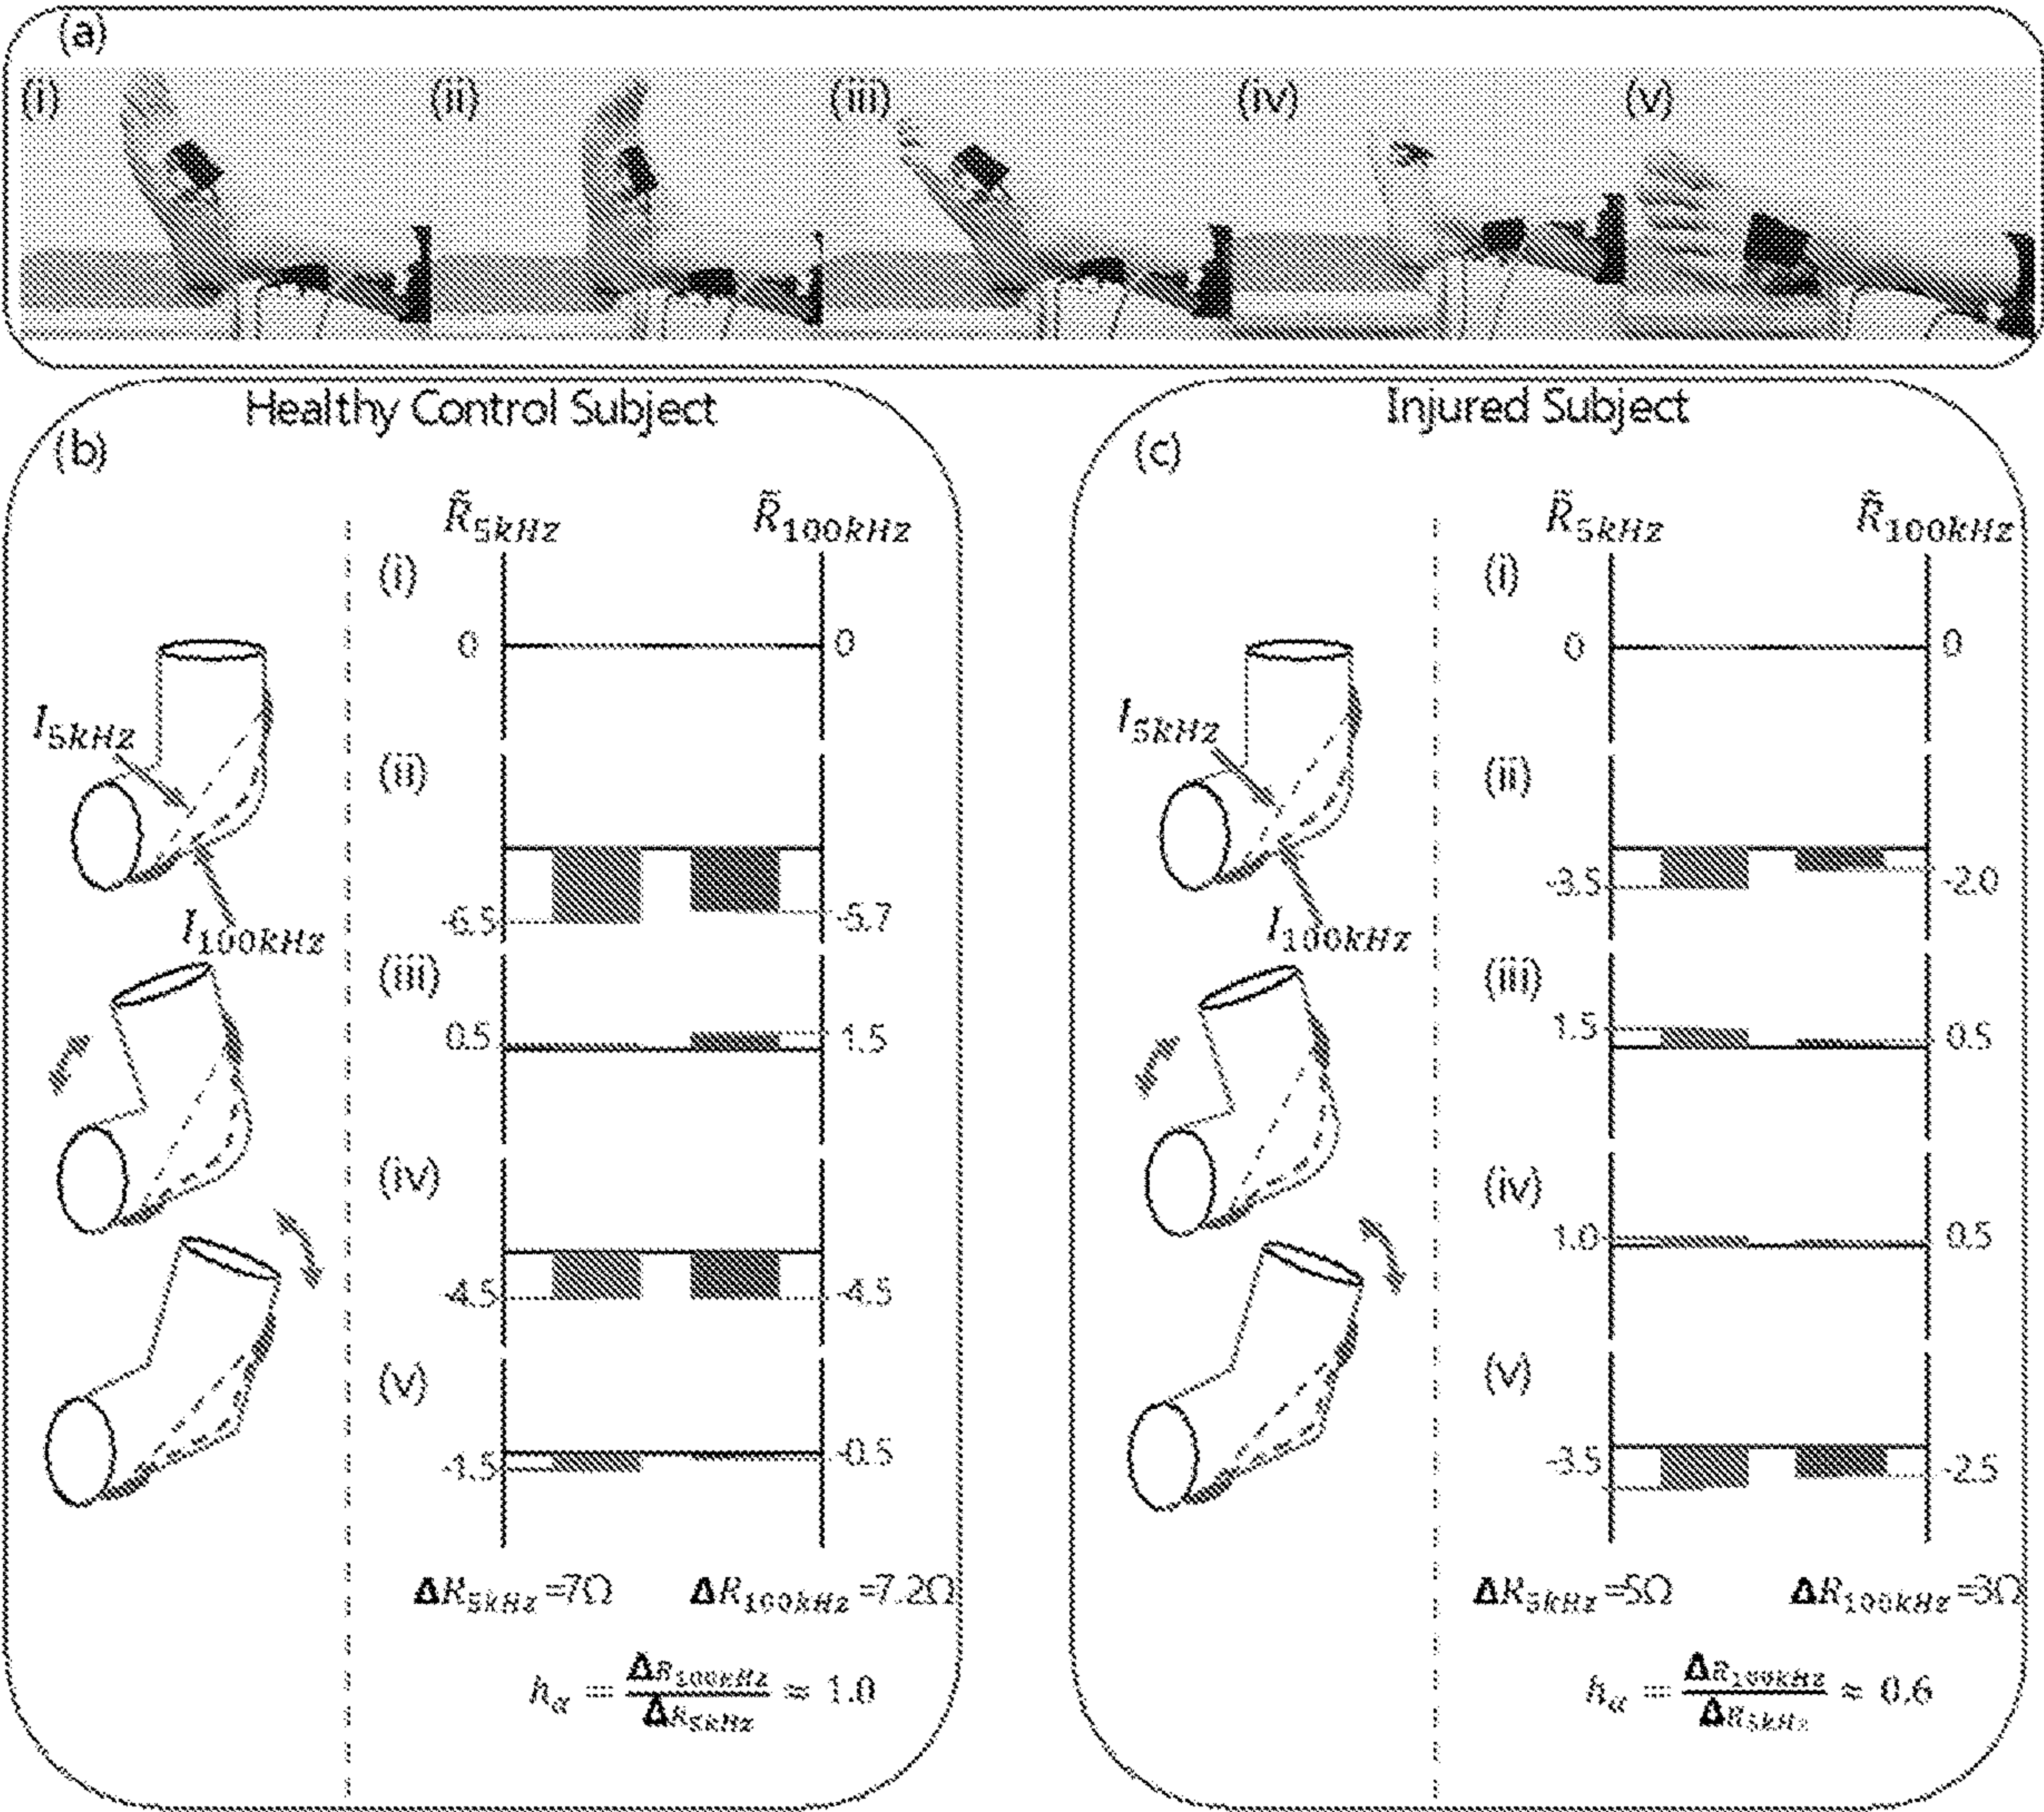 (a)
(i) (ii) (iii) (iv) (v)
Healthy Control Subject
(b)
R̃5kHz R̃100kHz
(i)
0 0
I5kHz
(ii)
-6.5 -5.7
I100kHz
(iii)
0.5 1.5
(iv)
-4.5 -4.5
(v)
-1.5 -0.5
ΔR5kHz=7Ω ΔR100kHz=7.2Ω
hα = ΔR100kHz / ΔR5kHz ≈ 1.0
Injured Subject
(c)
R̃5kHz R̃100kHz
(i)
0 0
I5kHz
(ii)
-3.5 -2.0
I100kHz
(iii)
1.5 0.5
(iv)
1.0 0.5
(v)
-3.5 -2.5
ΔR5kHz=5Ω ΔR100kHz=3Ω
hα = ΔR100kHz / ΔR5kHz ≈ 0.6